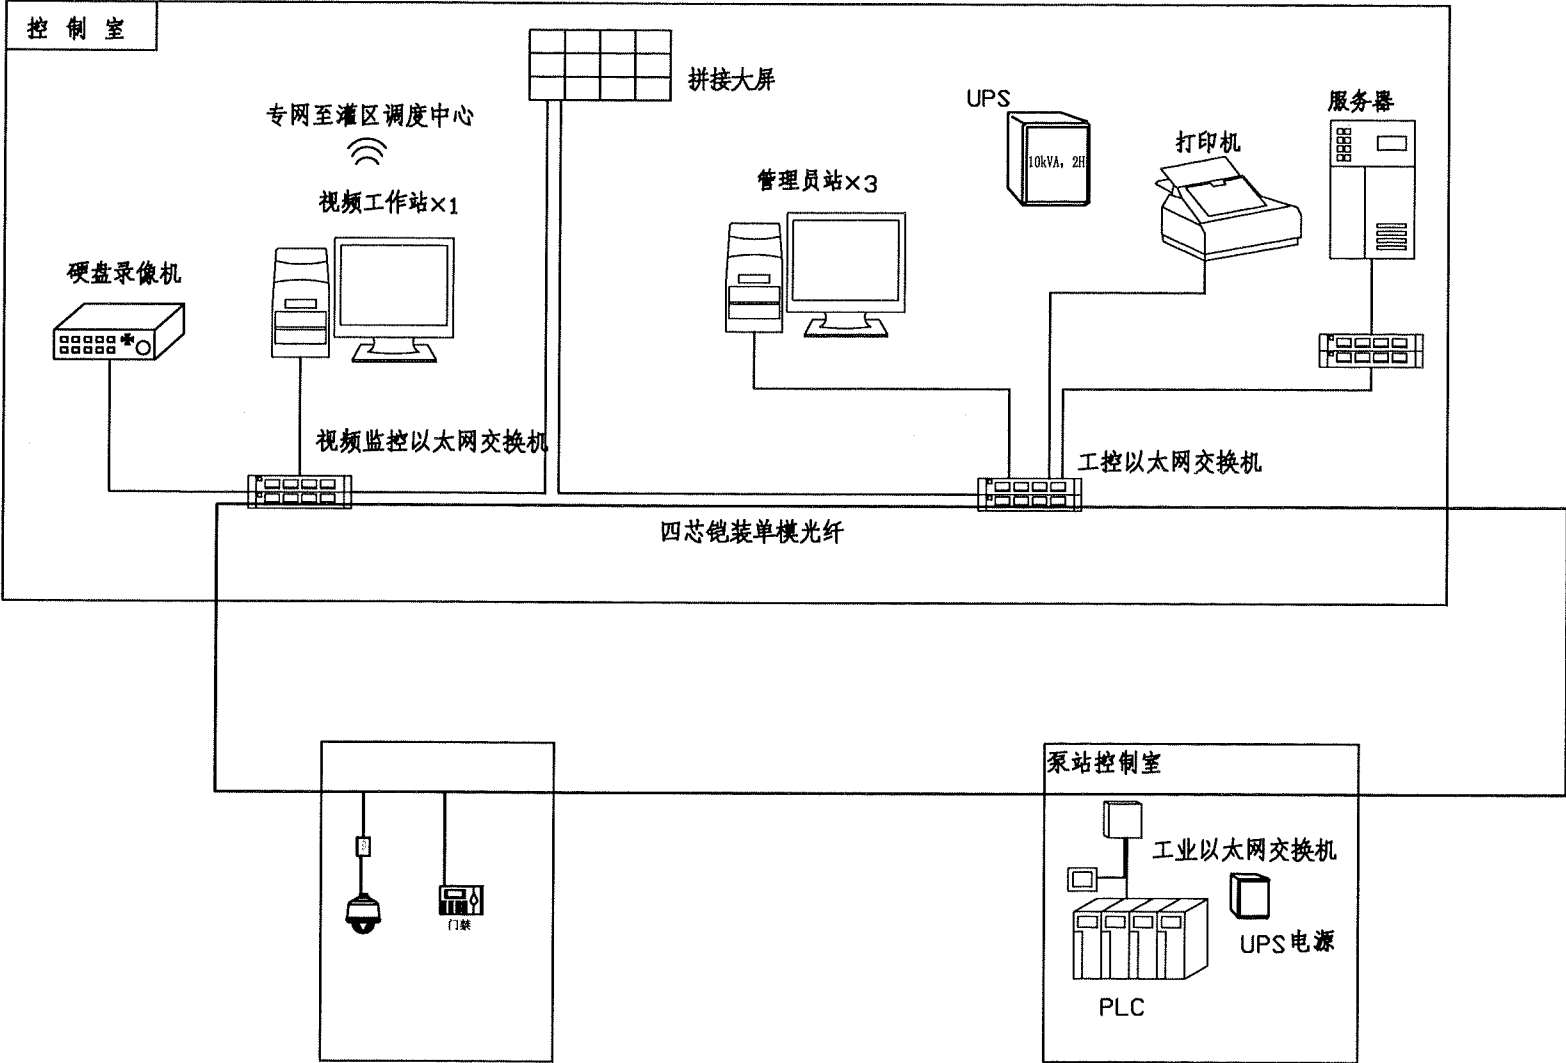 控制室
拼接大屏
UPS
服务器
专网至灌区调度中心
打印机
10kVA, 2H
管理员站×3
视频工作站×1
硬盘录像机
视频监控以太网交换机
工控以太网交换机
四芯铠装单模光纤
泵站控制室
工业以太网交换机
门禁
UPS电源
PLC